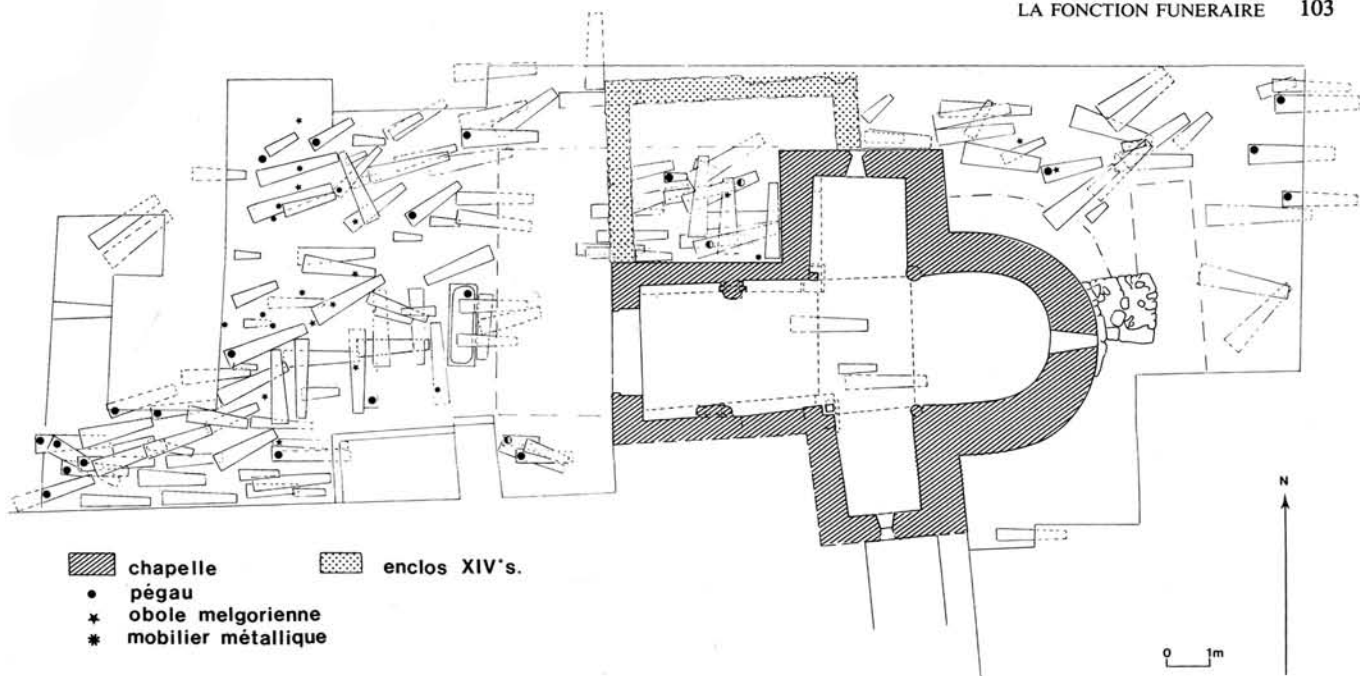 LA FONCTION FUNERAIRE 103
chapelle
enclos XIV°s.
pégau
obole melgorienne
mobilier métallique
N
0 1m